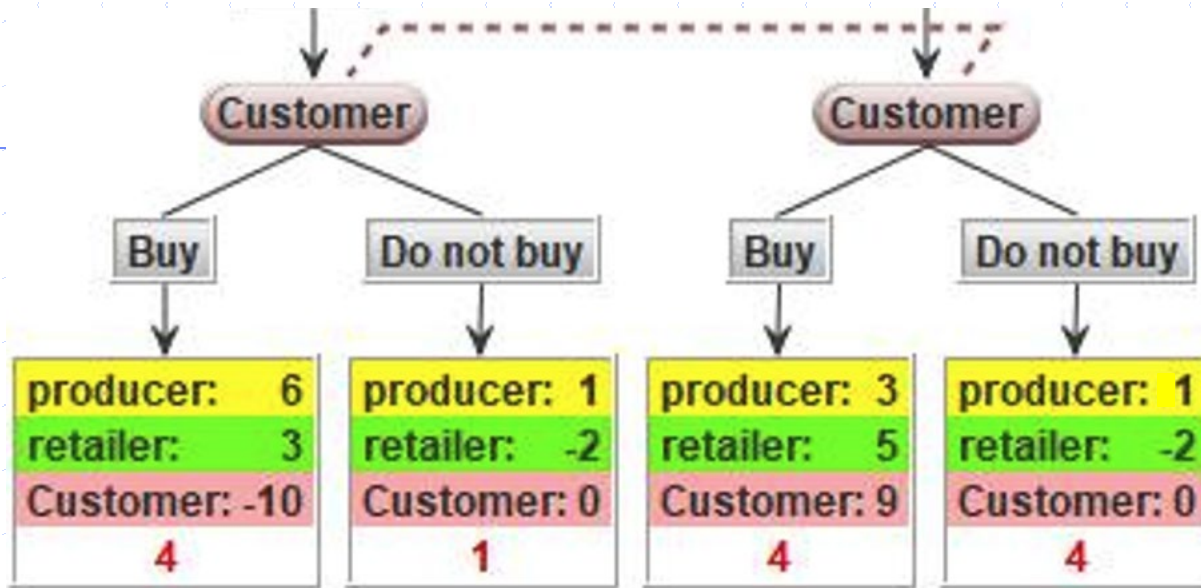 Customer Customer
Buy Do not buy Buy Do not buy
producer: 6 producer: 1 producer: 3 producer: 1
retailer: 3 retailer: -2 retailer: 5 retailer: -2
Customer: -10 Customer: 0 Customer: 9 Customer: 0
4 1 4 4